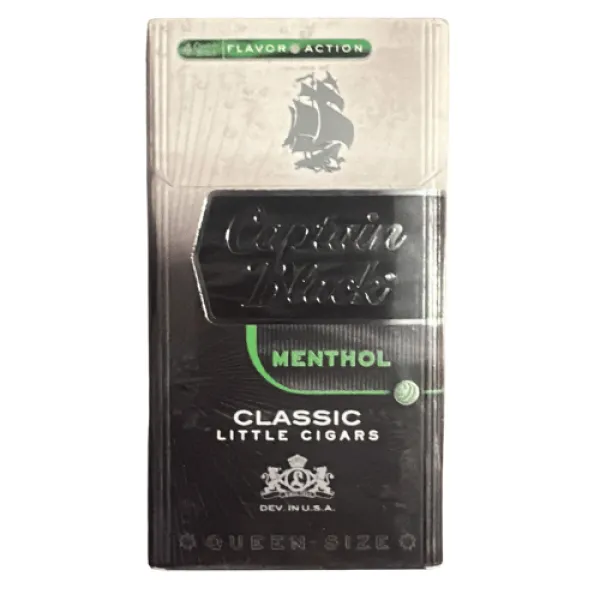 FLAVOR ACTION
Captain
Black
MENTHOL
CLASSIC
LITTLE CIGARS
DEV. IN U.S.A.
QUEEN-SIZE